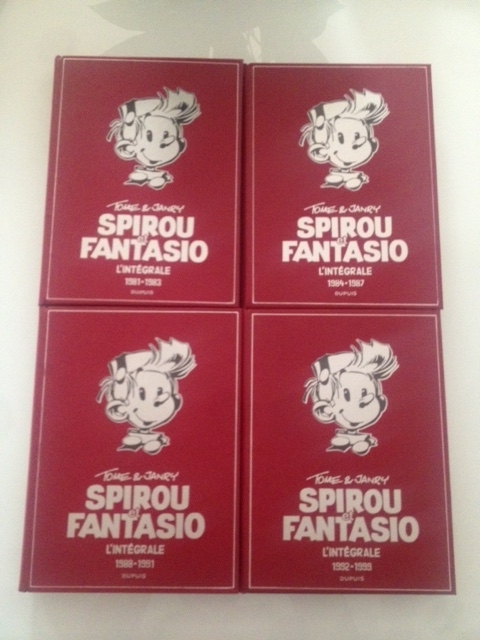 Tome & Janry
SPIROU
et
FANTASIO
L'INTÉGRALE
1981-1983
DUPUIS
Tome & Janry
SPIROU
et
FANTASIO
L'INTÉGRALE
1984-1987
DUPUIS
Tome & Janry
SPIROU
et
FANTASIO
L'INTÉGRALE
1988-1991
DUPUIS
Tome & Janry
SPIROU
et
FANTASIO
L'INTÉGRALE
1992-1999
DUPUIS